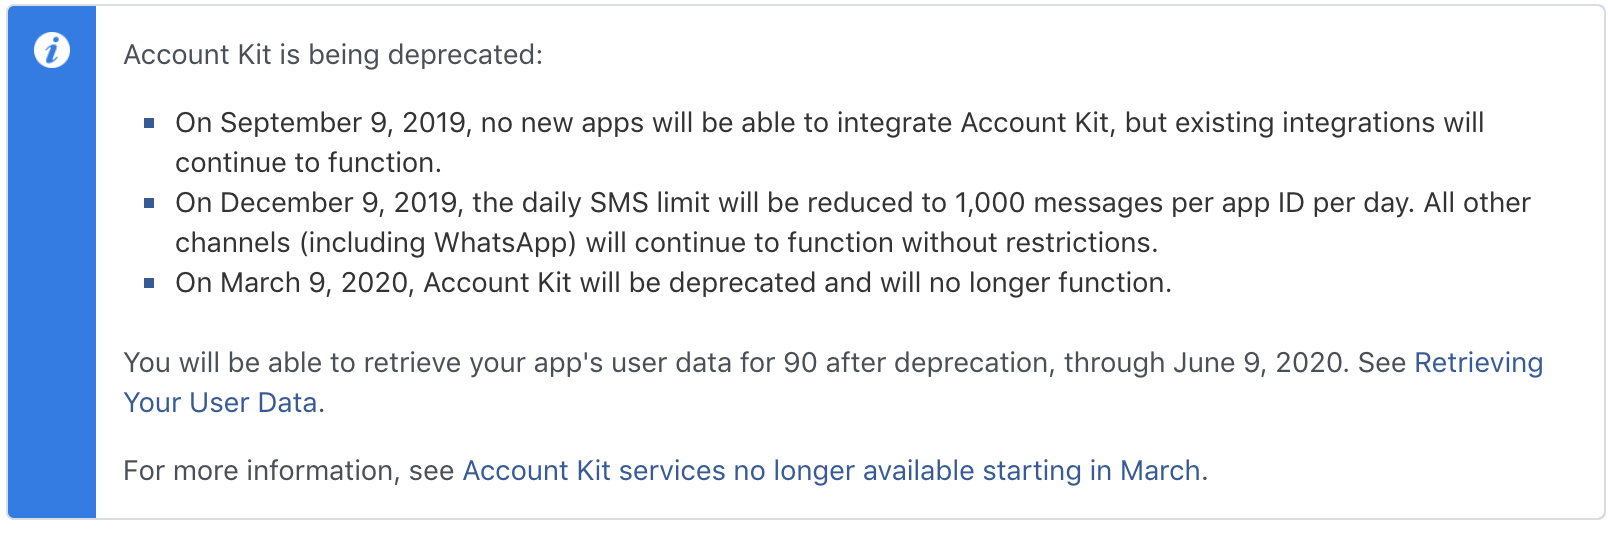 Account Kit is being deprecated:
On September 9, 2019, no new apps will be able to integrate Account Kit, but existing integrations will
continue to function.
On December 9, 2019, the daily SMS limit will be reduced to 1,000 messages per app ID per day. All other
channels (including WhatsApp) will continue to function without restrictions.
On March 9, 2020, Account Kit will be deprecated and will no longer function.
You will be able to retrieve your app's user data for 90 after deprecation, through June 9, 2020. See Retrieving
Your User Data.
For more information, see Account Kit services no longer available starting in March.